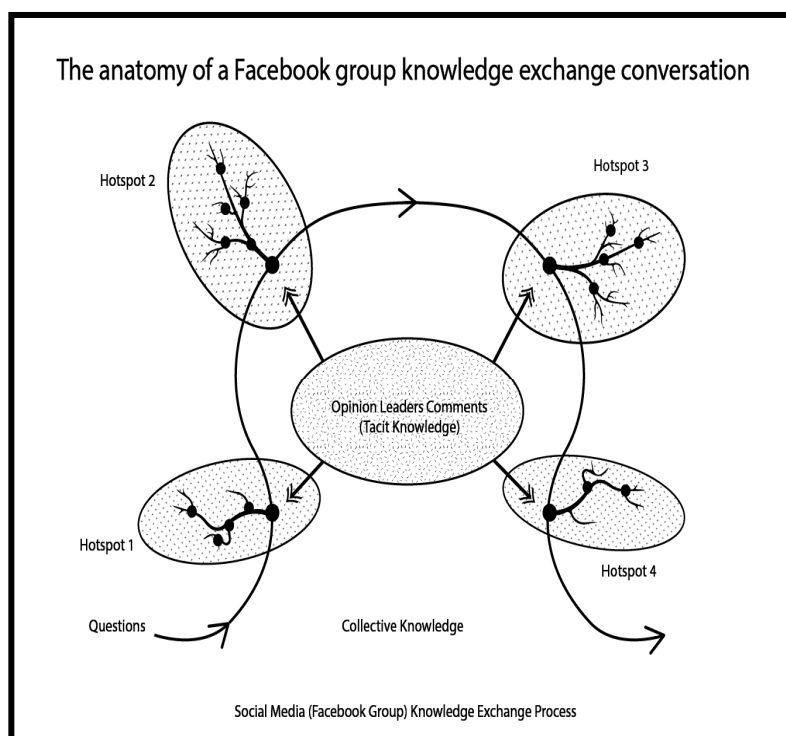 The anatomy of a Facebook group knowledge exchange conversation
Hotspot 2
Hotspot 3
Opinion Leaders Comments
(Tacit Knowledge)
Hotspot 1
Hotspot 4
Questions
Collective Knowledge
Social Media (Facebook Group) Knowledge Exchange Process